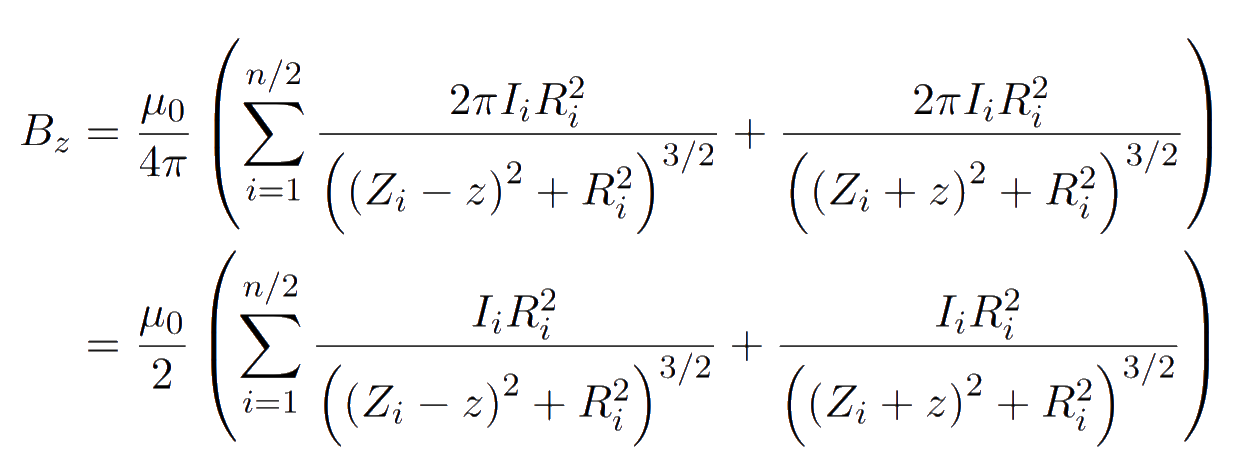 B_z = \frac{\mu_0}{4\pi} \left( \sum_{i=1}^{n/2} \frac{2\pi I_i R_i^2}{\left( (Z_i - z)^2 + R_i^2 \right)^{3/2}} + \frac{2\pi I_i R_i^2}{\left( (Z_i + z)^2 + R_i^2 \right)^{3/2}} \right)
= \frac{\mu_0}{2} \left( \sum_{i=1}^{n/2} \frac{I_i R_i^2}{\left( (Z_i - z)^2 + R_i^2 \right)^{3/2}} + \frac{I_i R_i^2}{\left( (Z_i + z)^2 + R_i^2 \right)^{3/2}} \right)